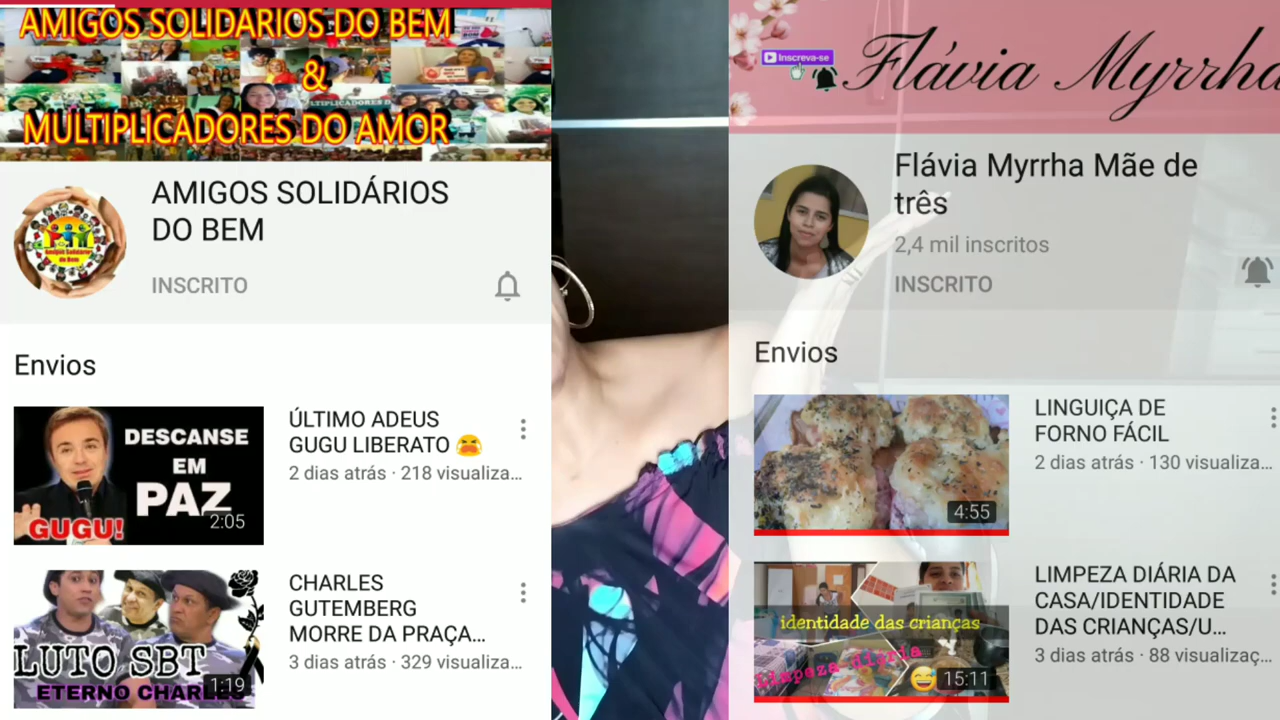 AMIGOS SOLIDARIOS DO BEM
&
MULTIPLICADORES DO AMOR
AMIGOS SOLIDÁRIOS
DO BEM
INSCRITO
Envios
DESCANSE
EM
PAZ
GUGU!
2:05
ÚLTIMO ADEUS
GUGU LIBERATO 😫
2 dias atrás · 218 visualiza...
LUTO SBT
ETERNO CHARLES
1:19
CHARLES
GUTEMBERG
MORRE DA PRAÇA...
3 dias atrás · 329 visualiza...
Inscreva-se
Flávia Myrrha
Flávia Myrrha Mãe de
três
2,4 mil inscritos
INSCRITO
Envios
4:55
LINGUIÇA DE
FORNO FÁCIL
2 dias atrás · 130 visualiza...
identidade das crianças
Limpeza diária
15:11
LIMPEZA DIÁRIA DA
CASA/IDENTIDADE
DAS CRIANÇAS/U...
3 dias atrás · 88 visualizaç...